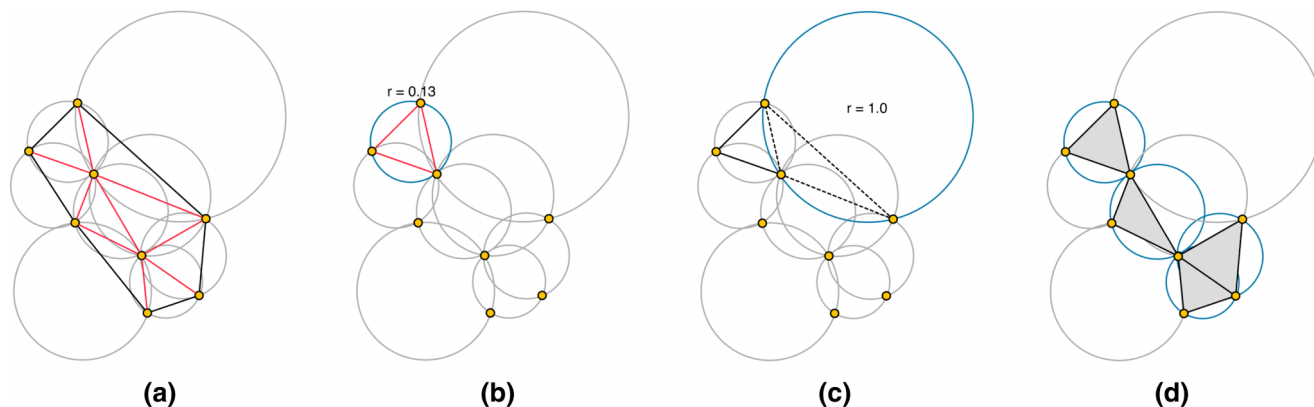 r = 0.13
r = 1.0
(a)
(b)
(c)
(d)